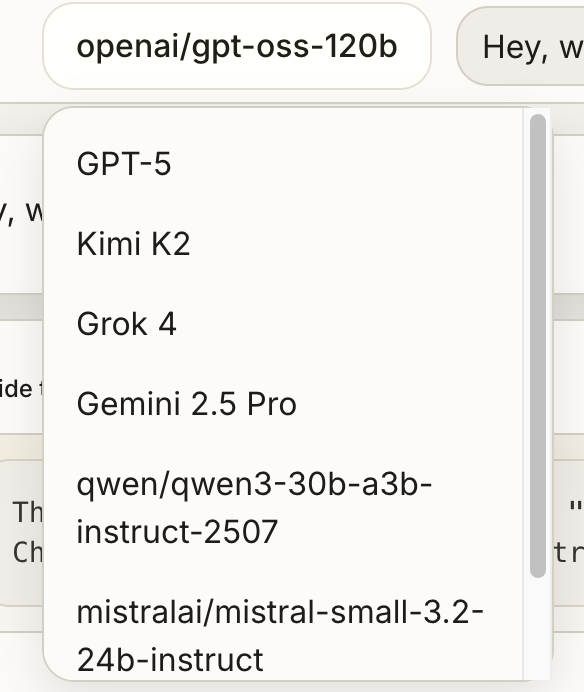 openai/gpt-oss-120b
Hey, w
GPT-5
y, w
Kimi K2
Grok 4
ide t
Gemini 2.5 Pro
qwen/qwen3-30b-a3b-
instruct-2507
Th
"
Ch
tr
mistralai/mistral-small-3.2-
24b-instruct